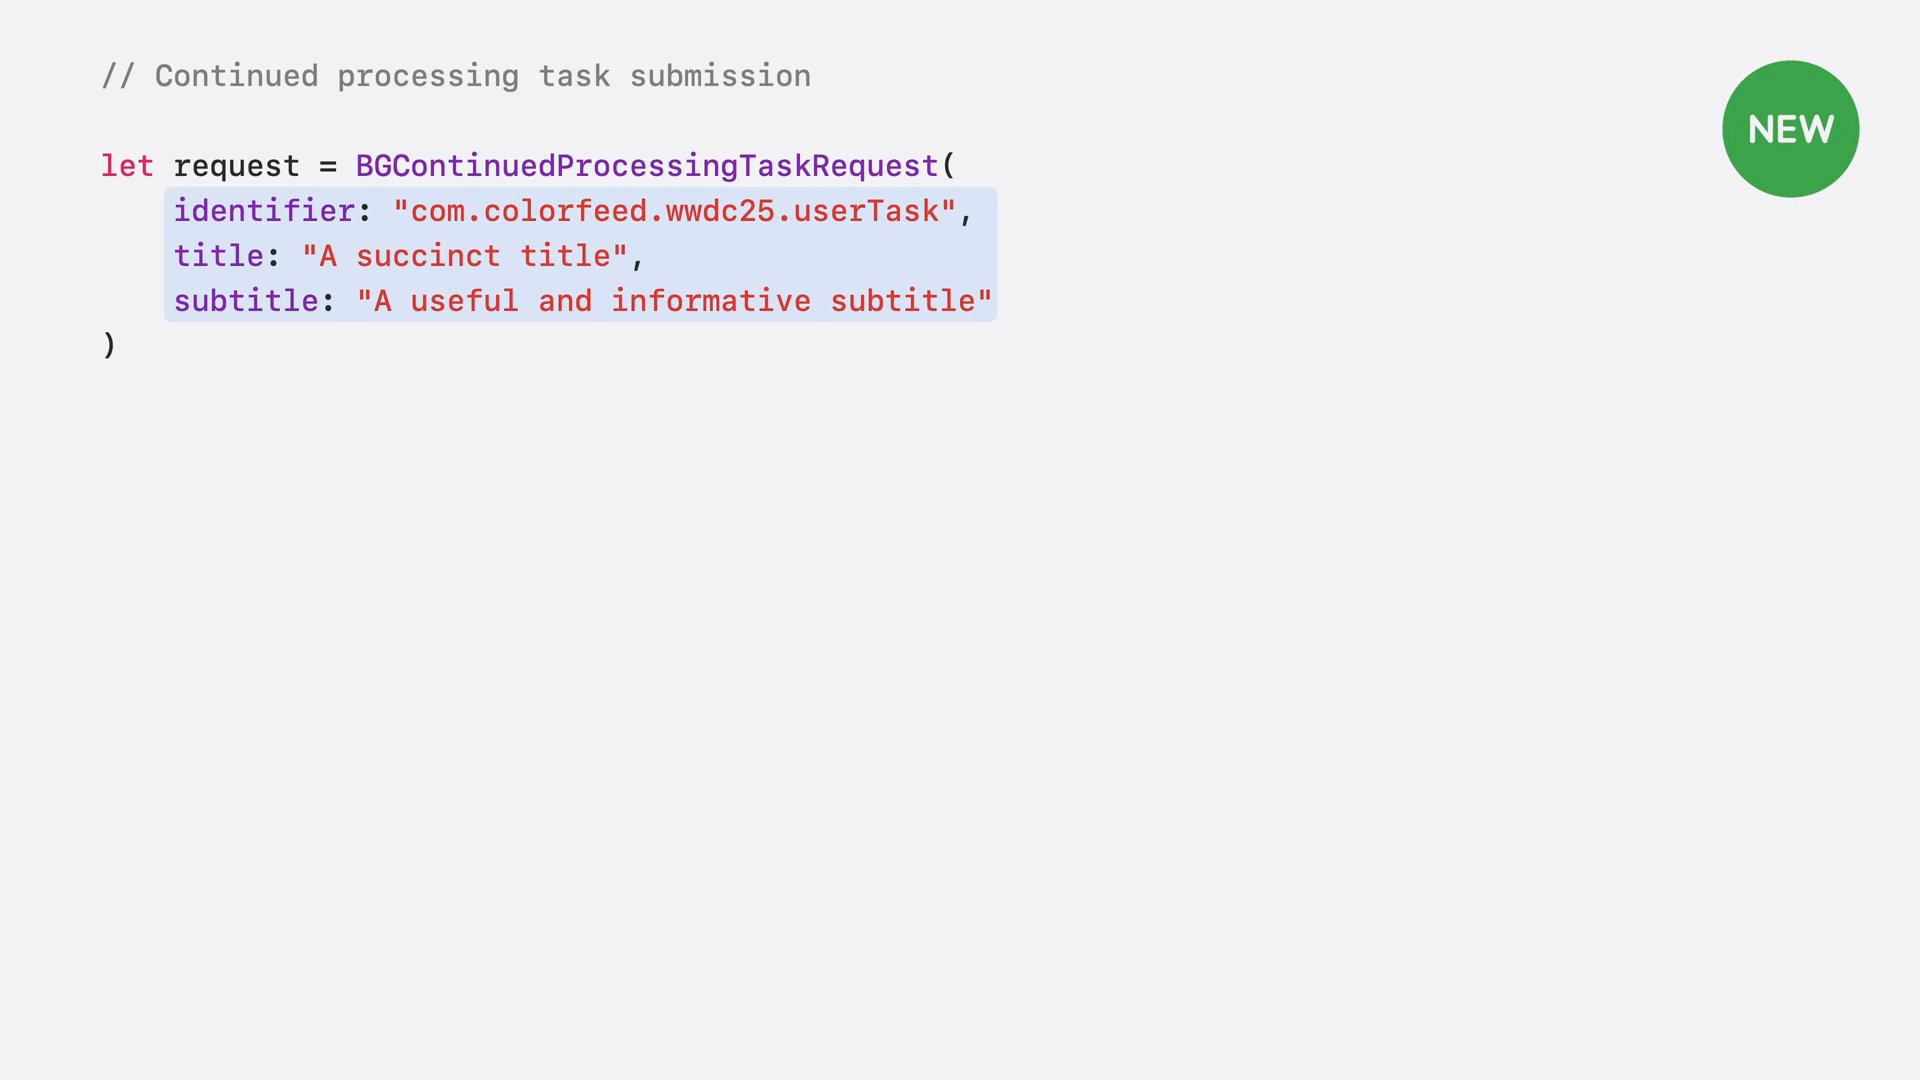 // Continued processing task submission
NEW
let request = BGContinuedProcessingTaskRequest(
    identifier: "com.colorfeed.wwdc25.userTask",
    title: "A succinct title",
    subtitle: "A useful and informative subtitle"
)